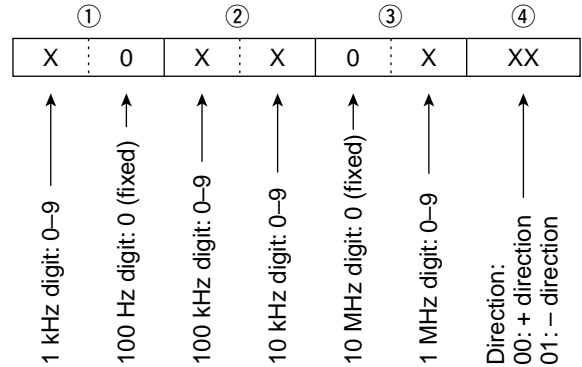 ① ② ③ ④
X 0 X X 0 X XX
1 kHz digit: 0–9
100 Hz digit: 0 (fixed)
100 kHz digit: 0–9
10 kHz digit: 0–9
10 MHz digit: 0 (fixed)
1 MHz digit: 0–9
Direction:
00: + direction
01: – direction